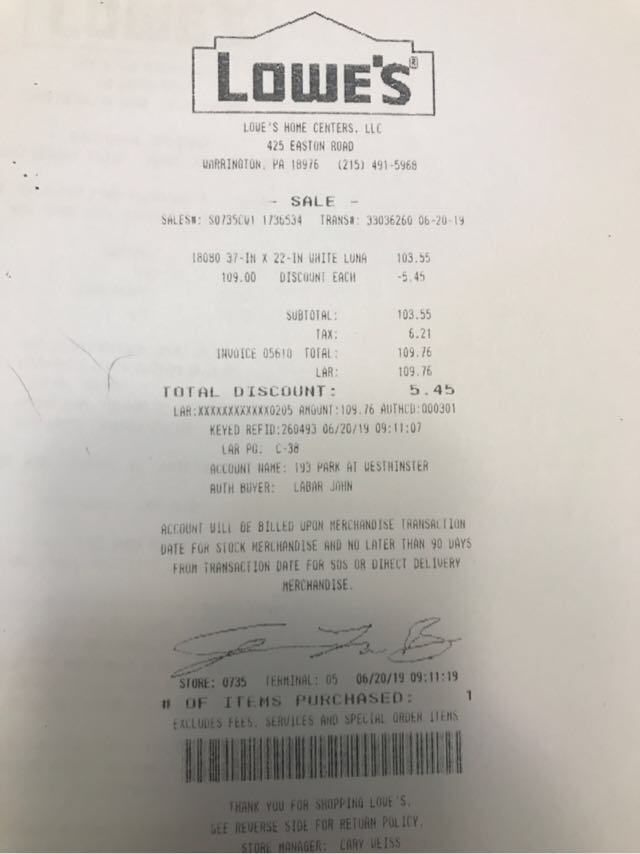 LOWE'S®
LOWE'S HOME CENTERS, LLC
425 EASTON ROAD
WARRINGTON, PA 18976 (215) 491-5968
- SALE -
SALES#: S0735CW1 1736534 TRANS#: 33036260 06-20-19
18080 37-IN X 22-IN WHITE LUNA 103.55
109.00 DISCOUNT EACH -5.45
SUBTOTAL: 103.55
TAX: 6.21
INVOICE 05610 TOTAL: 109.76
LAR: 109.76
TOTAL DISCOUNT: 5.45
LAR:XXXXXXXXXXXX0205 AMOUNT:109.76 AUTHCD:000301
KEYED REFID:260493 06/20/19 09:11:07
LAR PO: C-38
ACCOUNT NAME: 193 PARK AT WESTMINSTER
AUTH BUYER: LABAR JOHN
ACCOUNT WILL BE BILLED UPON MERCHANDISE TRANSACTION
DATE FOR STOCK MERCHANDISE AND NO LATER THAN 90 DAYS
FROM TRANSACTION DATE FOR SOS OR DIRECT DELIVERY
MERCHANDISE.
STORE: 0735 TERMINAL: 05 06/20/19 09:11:19
# OF ITEMS PURCHASED: 1
EXCLUDES FEES, SERVICES AND SPECIAL ORDER ITEMS
THANK YOU FOR SHOPPING LOWE'S.
SEE REVERSE SIDE FOR RETURN POLICY.
STORE MANAGER: CARY WEISS